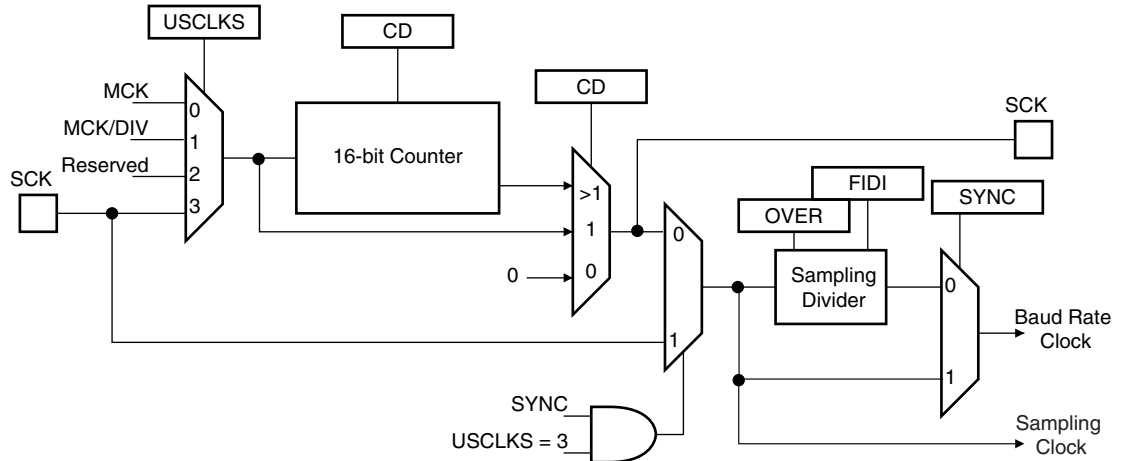 USCLKS
CD
CD
MCK
0
MCK/DIV
1
Reserved
2
SCK
3
16-bit Counter
>1
1
0
0
SCK
FIDI
OVER
SYNC
0
Sampling
Divider
0
Baud Rate
Clock
1
1
SYNC
USCLKS = 3
Sampling
Clock